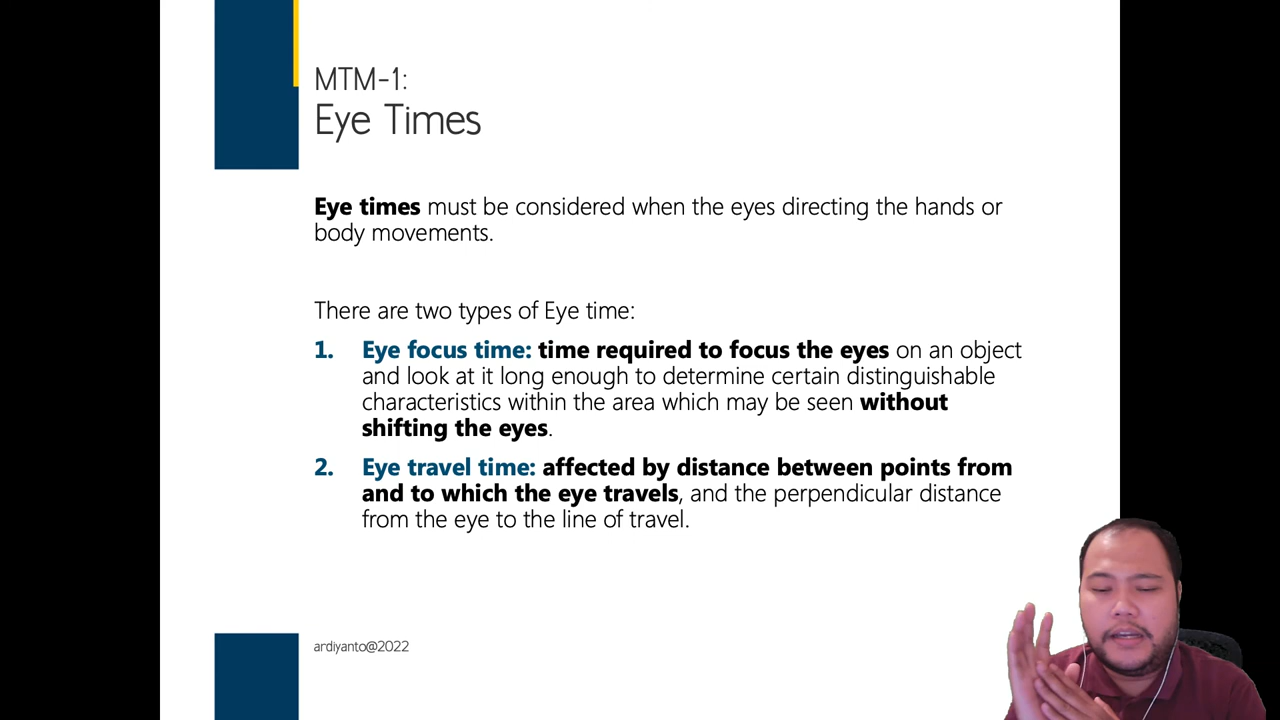 MTM-1:
Eye Times
Eye times must be considered when the eyes directing the hands or
body movements.
There are two types of Eye time:
1. Eye focus time: time required to focus the eyes on an object
and look at it long enough to determine certain distinguishable
characteristics within the area which may be seen without
shifting the eyes.
2. Eye travel time: affected by distance between points from
and to which the eye travels, and the perpendicular distance
from the eye to the line of travel.
ardiyanto@2022